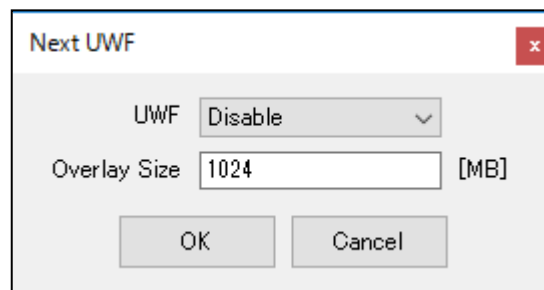 Next UWF
x
UWF Disable
Overlay Size 1024 [MB]
OK Cancel